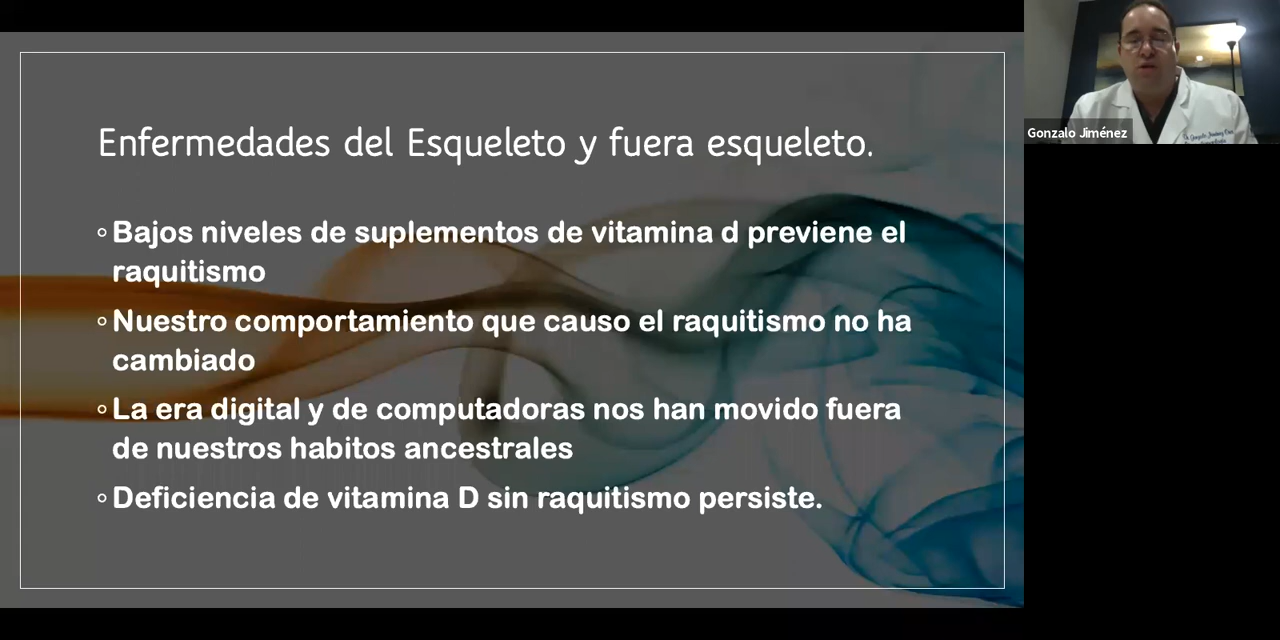 Enfermedades del Esqueleto y fuera esqueleto.
Bajos niveles de suplementos de vitamina d previene el
raquitismo
Nuestro comportamiento que causo el raquitismo no ha
cambiado
La era digital y de computadoras nos han movido fuera
de nuestros habitos ancestrales
Deficiencia de vitamina D sin raquitismo persiste.
Gonzalo Jiménez